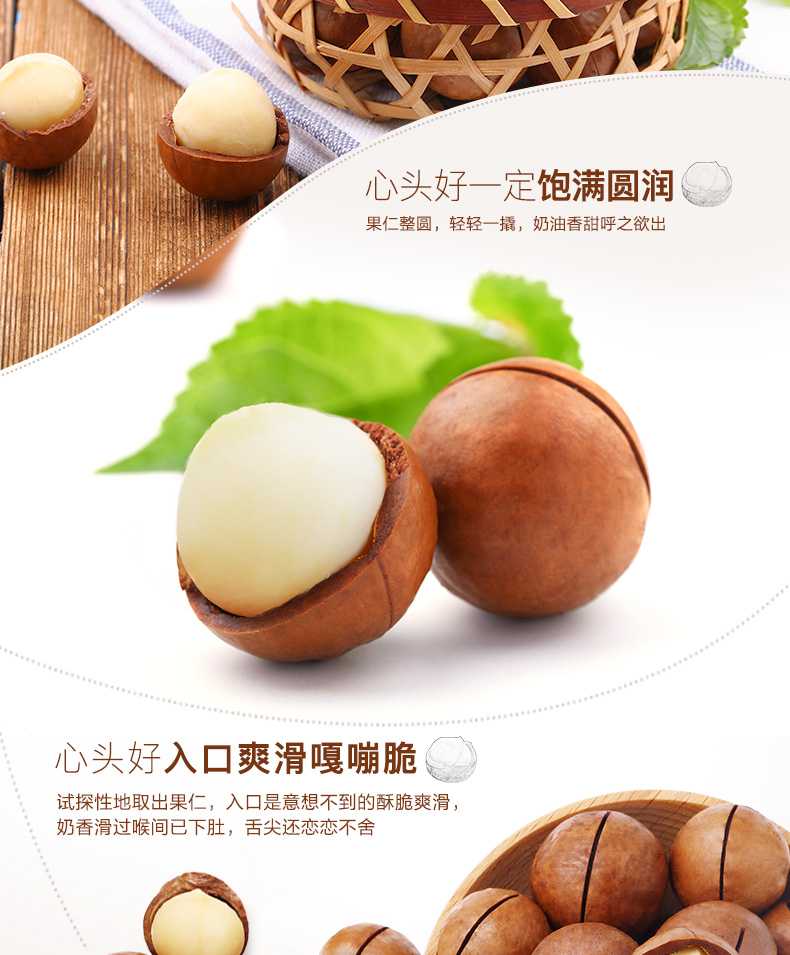 心头好一定饱满圆润
果仁整圆，轻轻一撬，奶油香甜呼之欲出
心头好入口爽滑嘎嘣脆
试探性地取出果仁，入口是意想不到的酥脆爽滑，
奶香滑过喉间已下肚，舌尖还恋恋不舍